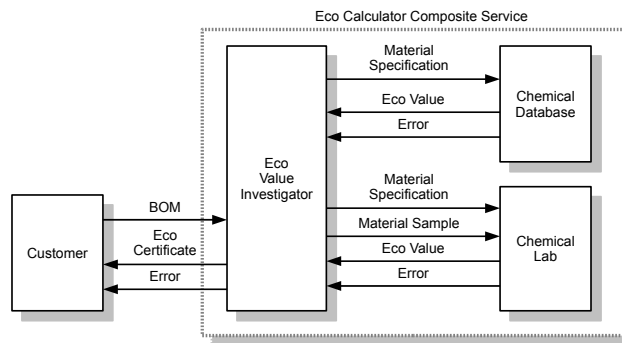 Eco Calculator Composite Service
Material
Specification
Eco Value
Error
Chemical
Database
Eco
Value
Investigator
Material
Specification
Material Sample
Eco Value
Error
Chemical
Lab
Customer
BOM
Eco
Certificate
Error